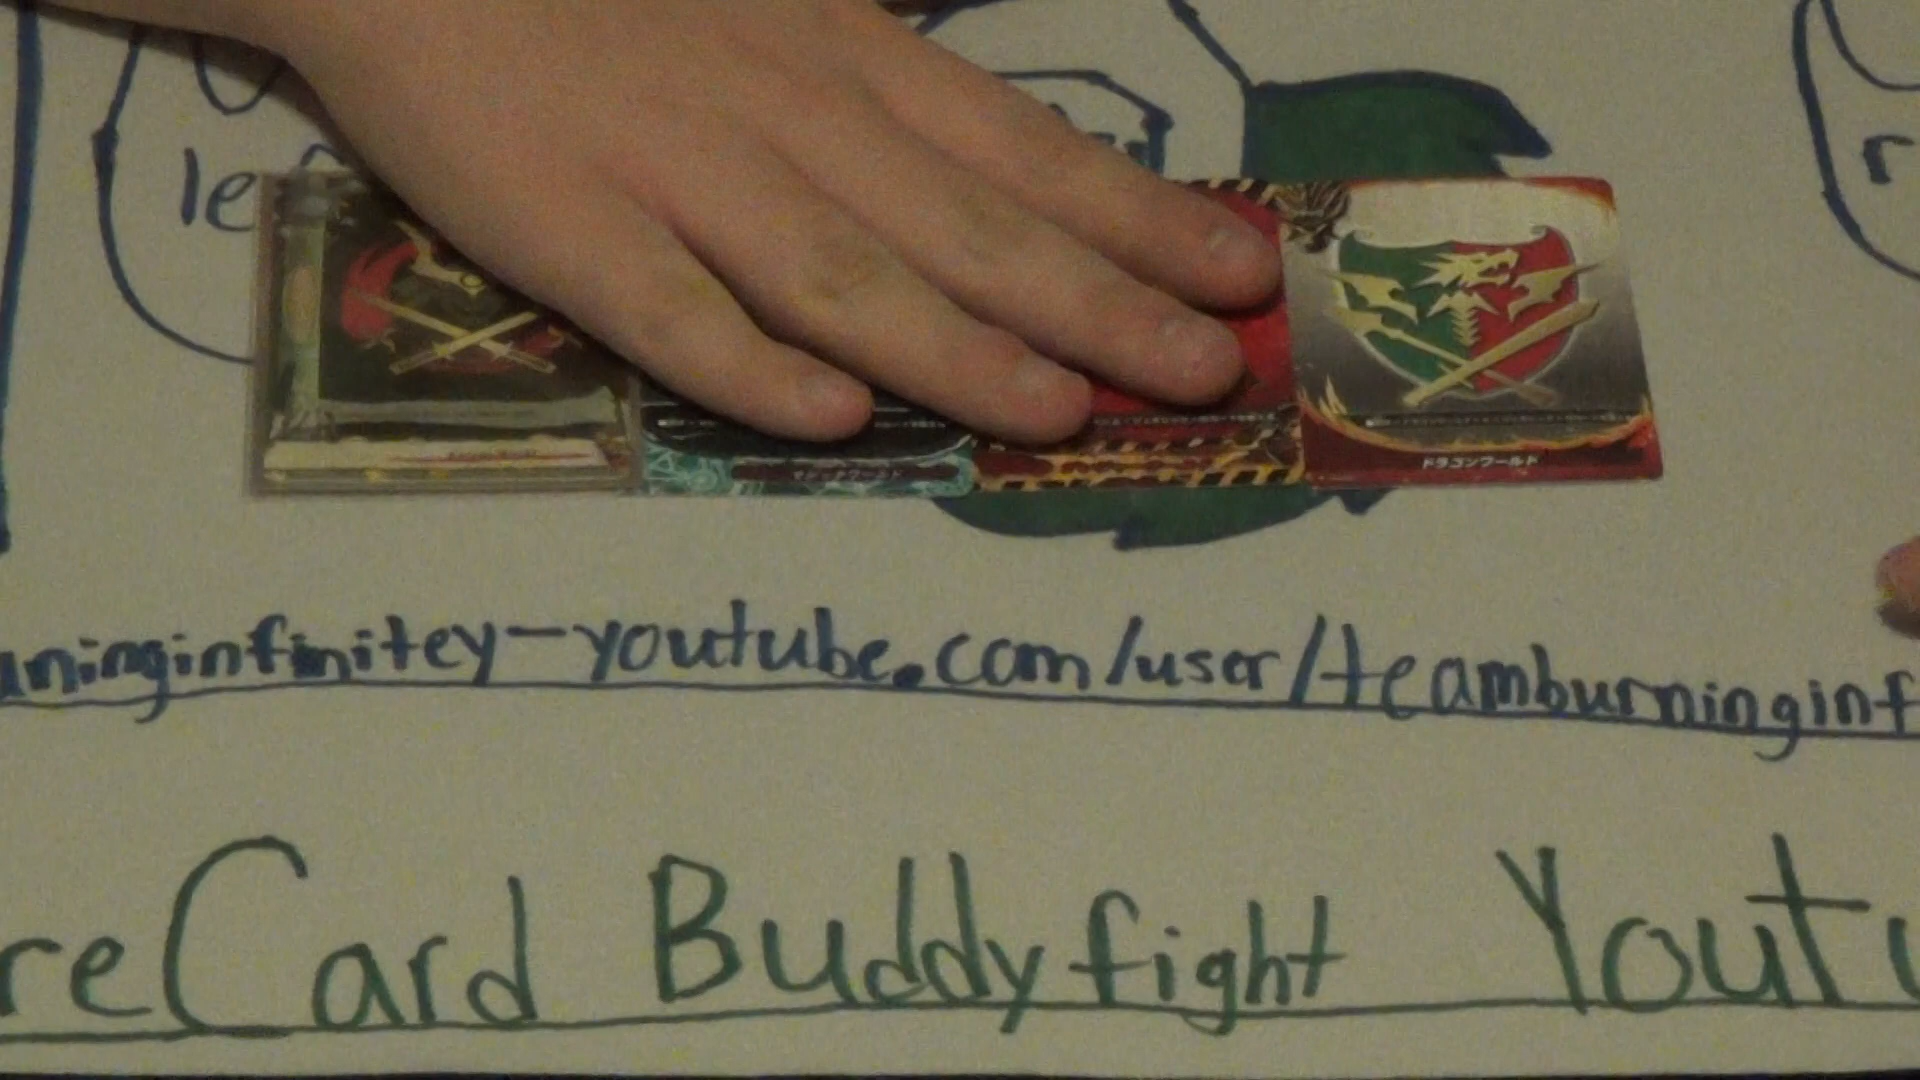 le
r
マジックワールド
ドラゴンワールド
uninginfinitey-youtube.com/user/teamburninginf
reCard Buddyfight Youtu